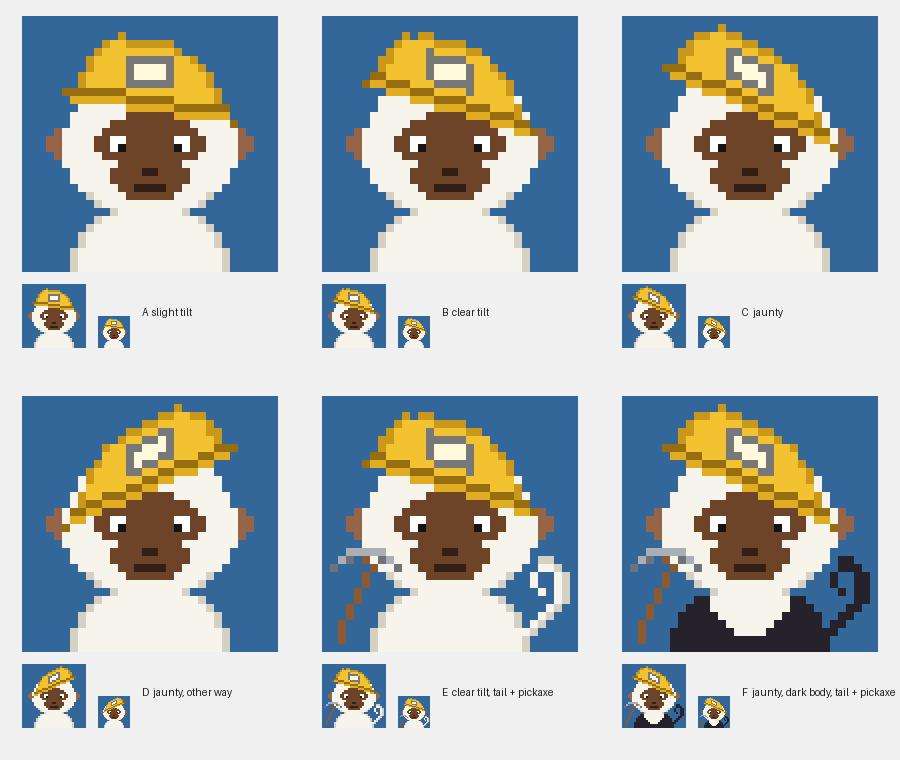 A slight tilt
B clear tilt
C jaunty
D jaunty, other way
E clear tilt, tail + pickaxe
F jaunty, dark body, tail + pickaxe